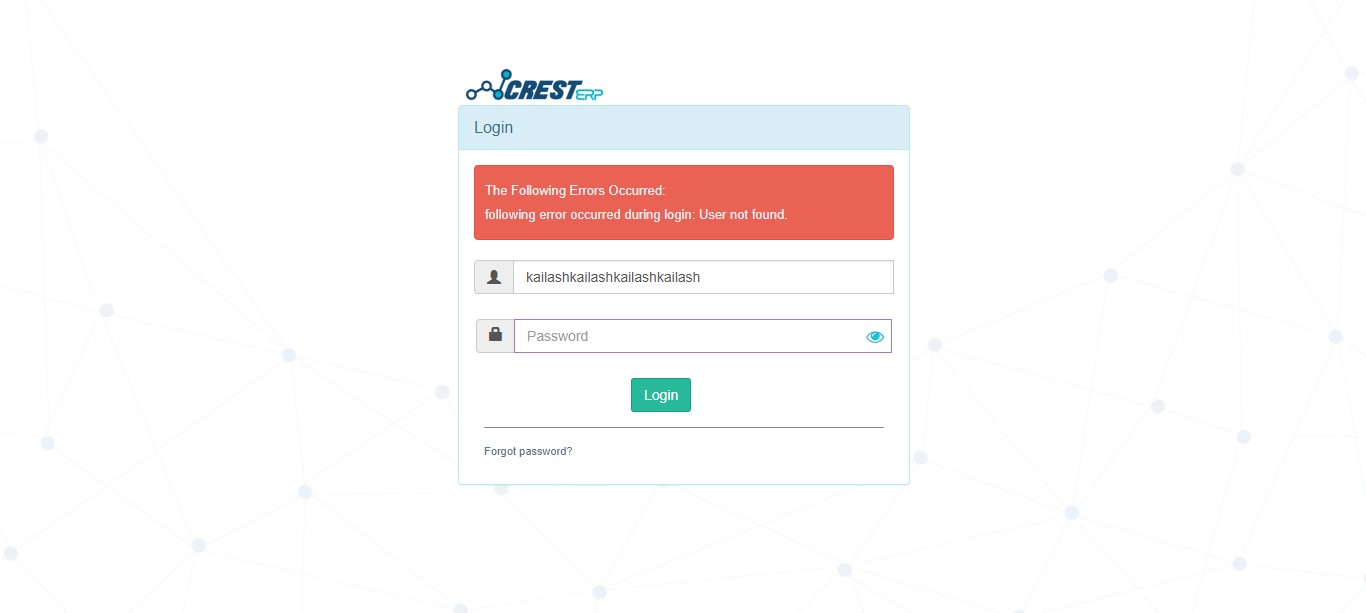 CREST ERP
Login
The Following Errors Occurred:
following error occurred during login: User not found.
kailashkailashkailashkailash
Password
Login
Forgot password?